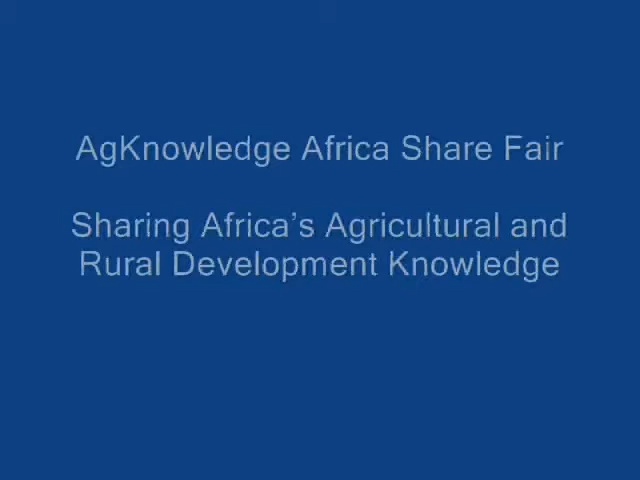 AgKnowledge Africa Share Fair
Sharing Africa’s Agricultural and
Rural Development Knowledge